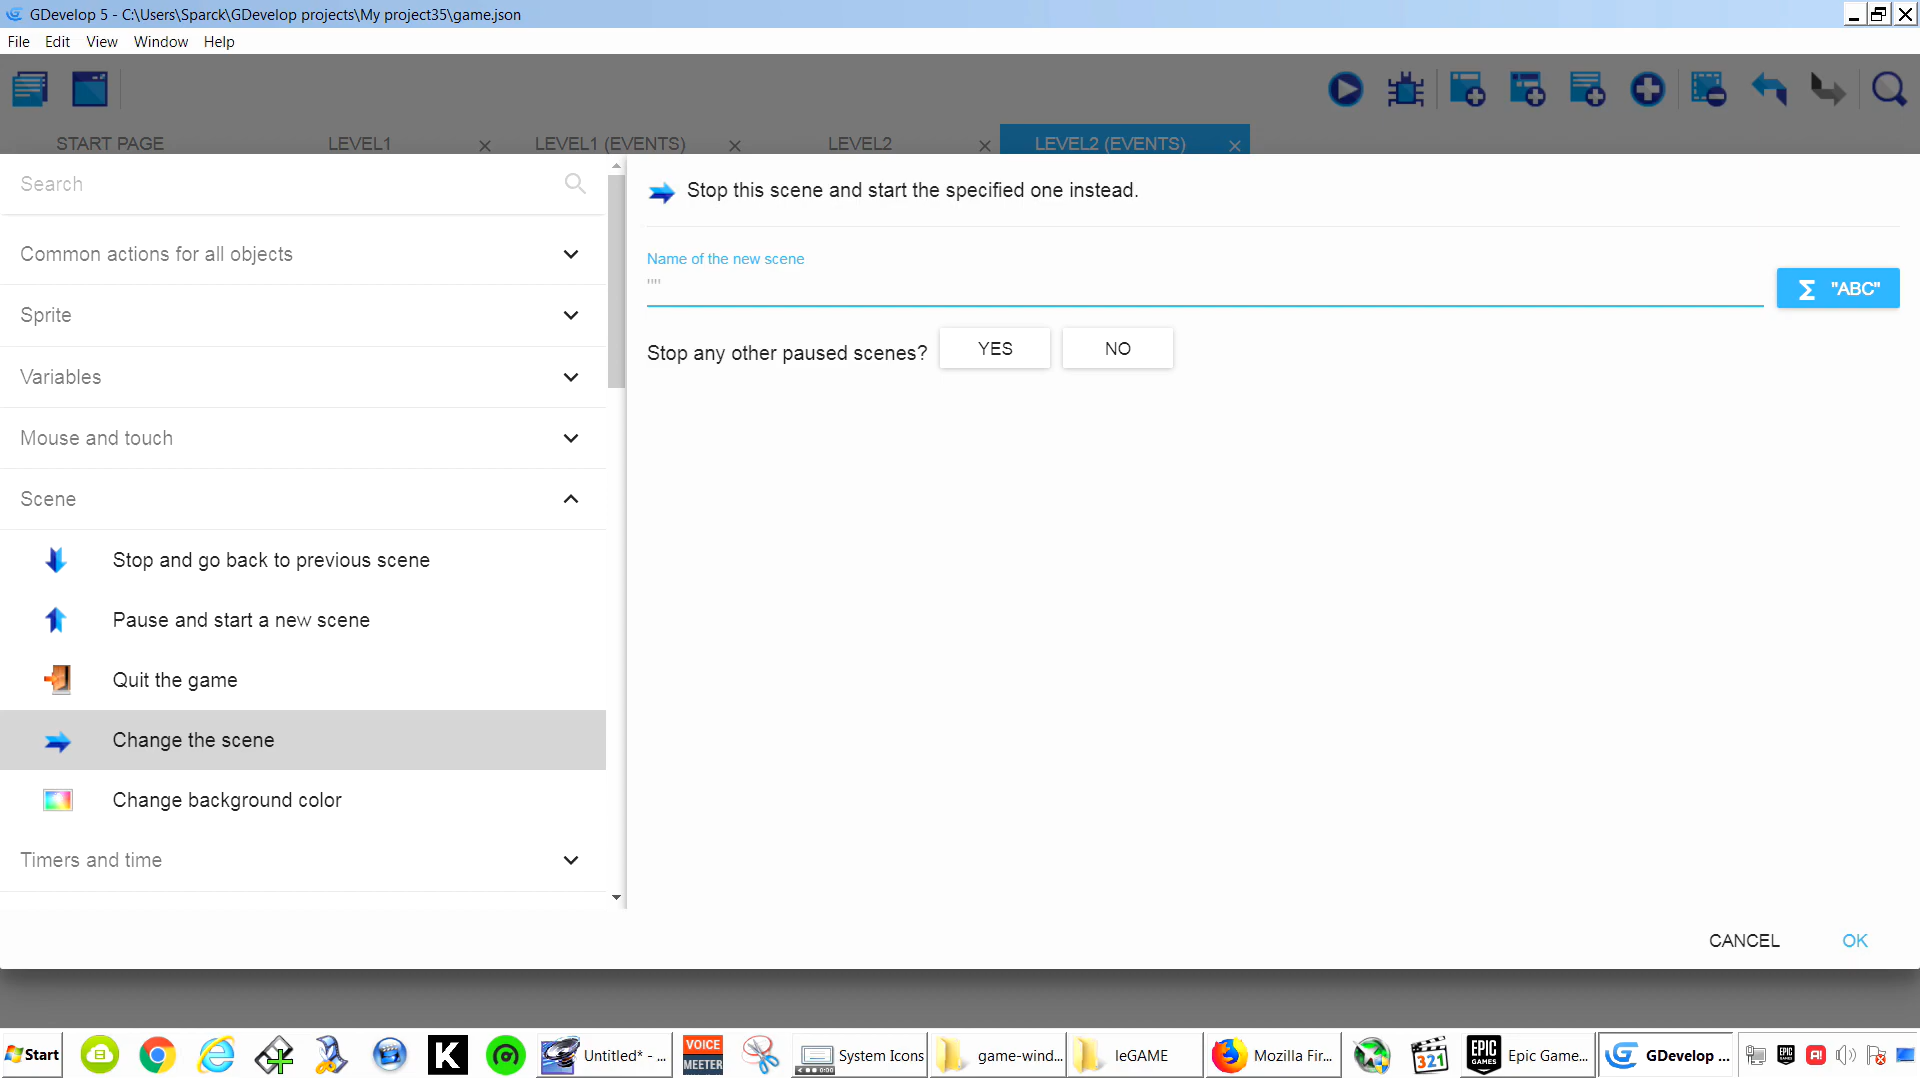 GDevelop 5 - C:\Users\Sparck\GDevelop projects\My project35\game.json
File Edit View Window Help
START PAGE LEVEL1 LEVEL1 (EVENTS) LEVEL2 LEVEL2 (EVENTS)
Search
Stop this scene and start the specified one instead.
Common actions for all objects
Name of the new scene
""
"ABC"
Sprite
Stop any other paused scenes? YES NO
Variables
Mouse and touch
Scene
Stop and go back to previous scene
Pause and start a new scene
Quit the game
Change the scene
Change background color
Timers and time
CANCEL OK
Start K Untitled* - ... VOICE MEETER System Icons game-wind... leGAME Mozilla Fir... 321 EPIC GAMES Epic Game... GDevelop ...